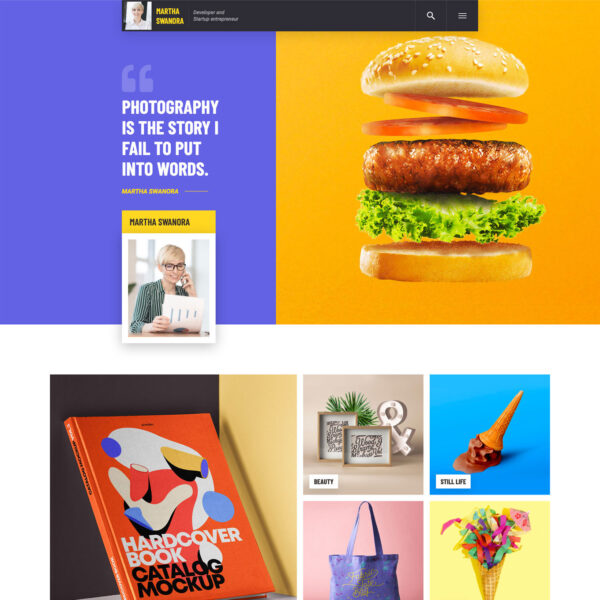 MARTHA
SWANORA
Developer and
Startup entrepreneur
PHOTOGRAPHY
IS THE STORY I
FAIL TO PUT
INTO WORDS.
MARTHA SWANORA
MARTHA SWANORA
BEAUTY
STILL LIFE
HARDCOVER
BOOK
CATALOG
MOCKUP